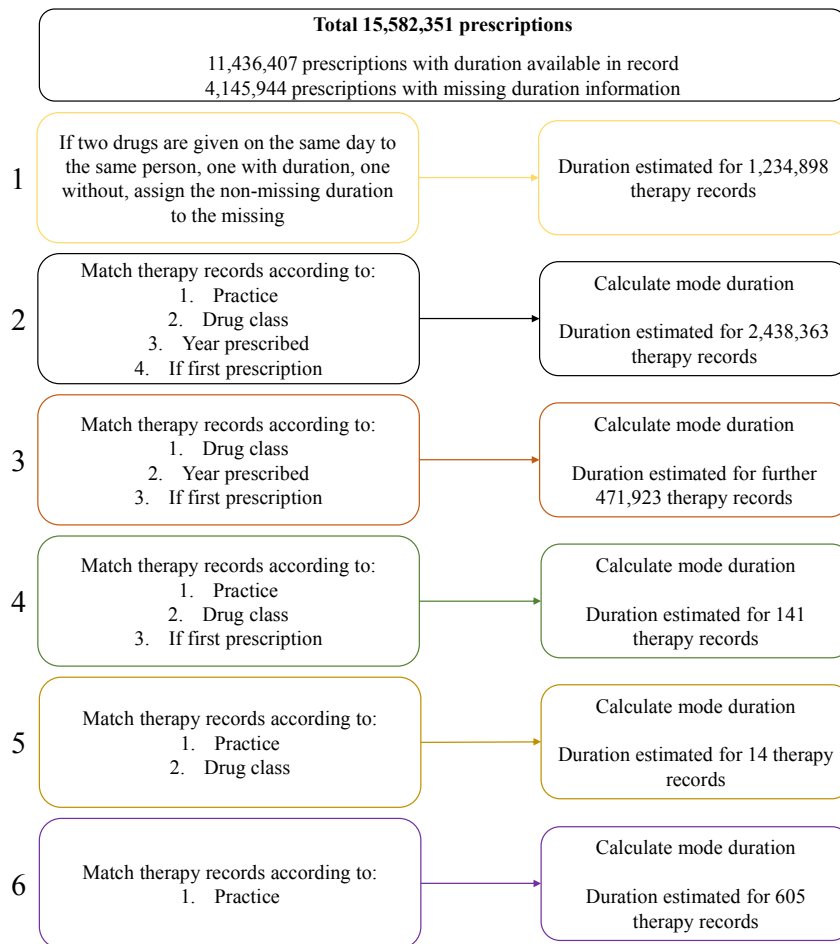 Total 15,582,351 prescriptions
11,436,407 prescriptions with duration available in record
4,145,944 prescriptions with missing duration information
1
If two drugs are given on the same day to
the same person, one with duration, one
without, assign the non-missing duration
to the missing
Duration estimated for 1,234,898
therapy records
2
Match therapy records according to:
1. Practice
2. Drug class
3. Year prescribed
4. If first prescription
Calculate mode duration
Duration estimated for 2,438,363
therapy records
3
Match therapy records according to:
1. Drug class
2. Year prescribed
3. If first prescription
Calculate mode duration
Duration estimated for further
471,923 therapy records
4
Match therapy records according to:
1. Practice
2. Drug class
3. If first prescription
Calculate mode duration
Duration estimated for 141
therapy records
5
Match therapy records according to:
1. Practice
2. Drug class
Calculate mode duration
Duration estimated for 14 therapy
records
6
Match therapy records according to:
1. Practice
Calculate mode duration
Duration estimated for 605
therapy records